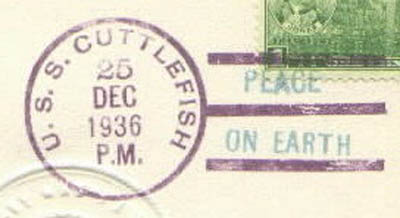 U. S. S. CUTTLEFISH
25
DEC
1936
P.M.
PEACE
ON EARTH